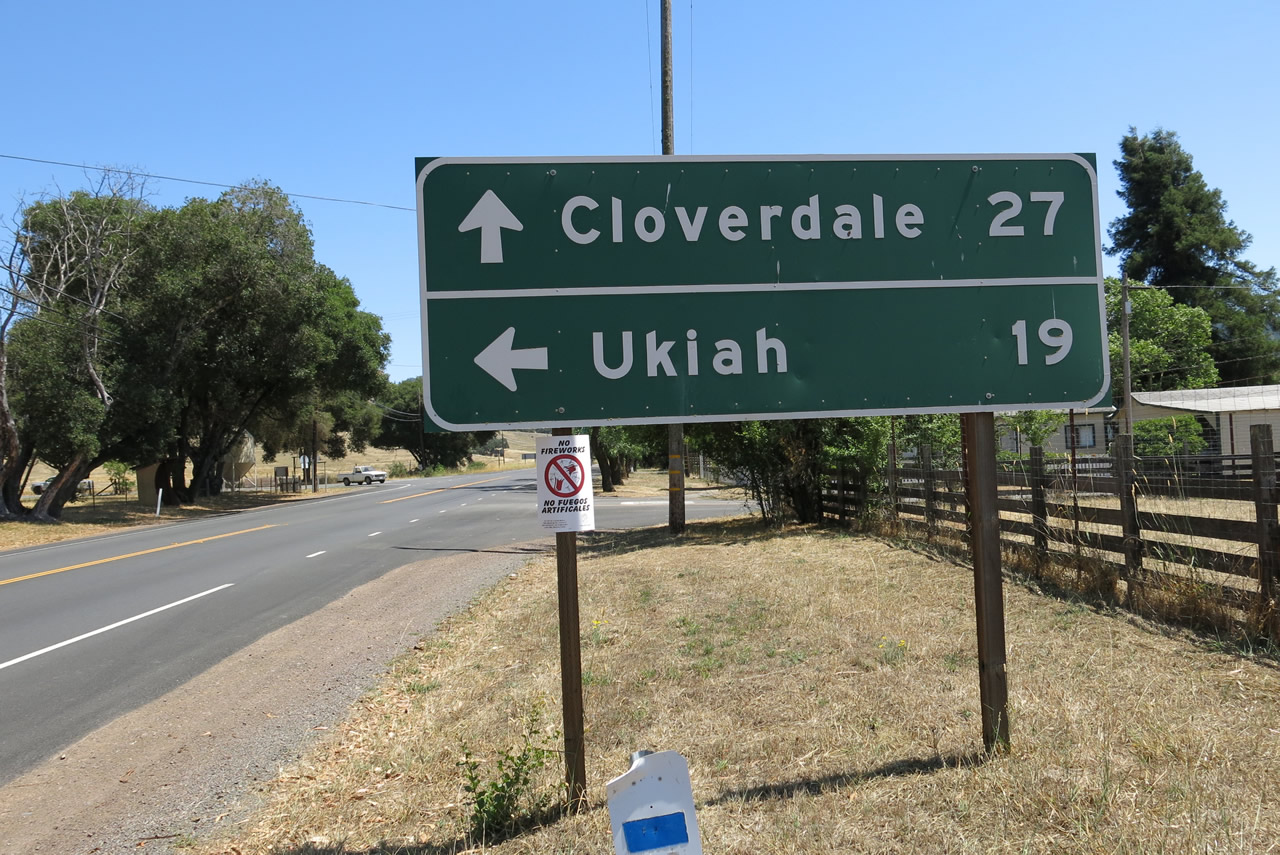 Cloverdale 27
Ukiah 19
NO
FIREWORKS
NO FUEGOS
ARTIFICALES